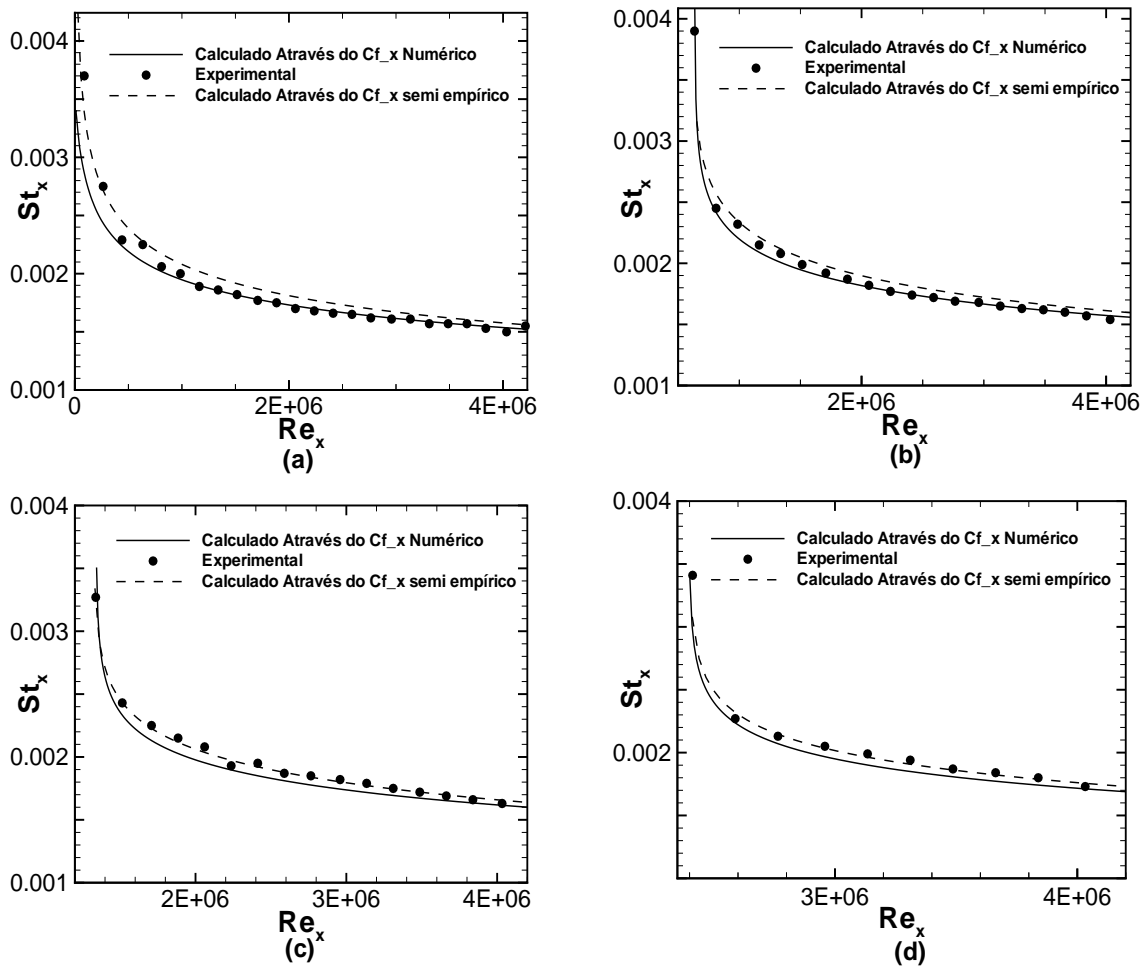 0.004
0.003
0.002
0.001
St_x
Calculado Através do Cf_x Numérico
Experimental
Calculado Através do Cf_x semi empírico
0
2E+06
4E+06
Re_x
(a)
0.004
0.003
0.002
0.001
St_x
Calculado Através do Cf_x Numérico
Experimental
Calculado Através do Cf_x semi empírico
2E+06
4E+06
Re_x
(b)
0.004
0.003
0.002
0.001
St_x
Calculado Através do Cf_x Numérico
Experimental
Calculado Através do Cf_x semi empírico
2E+06
3E+06
4E+06
Re_x
(c)
0.004
0.002
St_x
Calculado Através do Cf_x Numérico
Experimental
Calculado Através do Cf_x semi empírico
3E+06
4E+06
Re_x
(d)